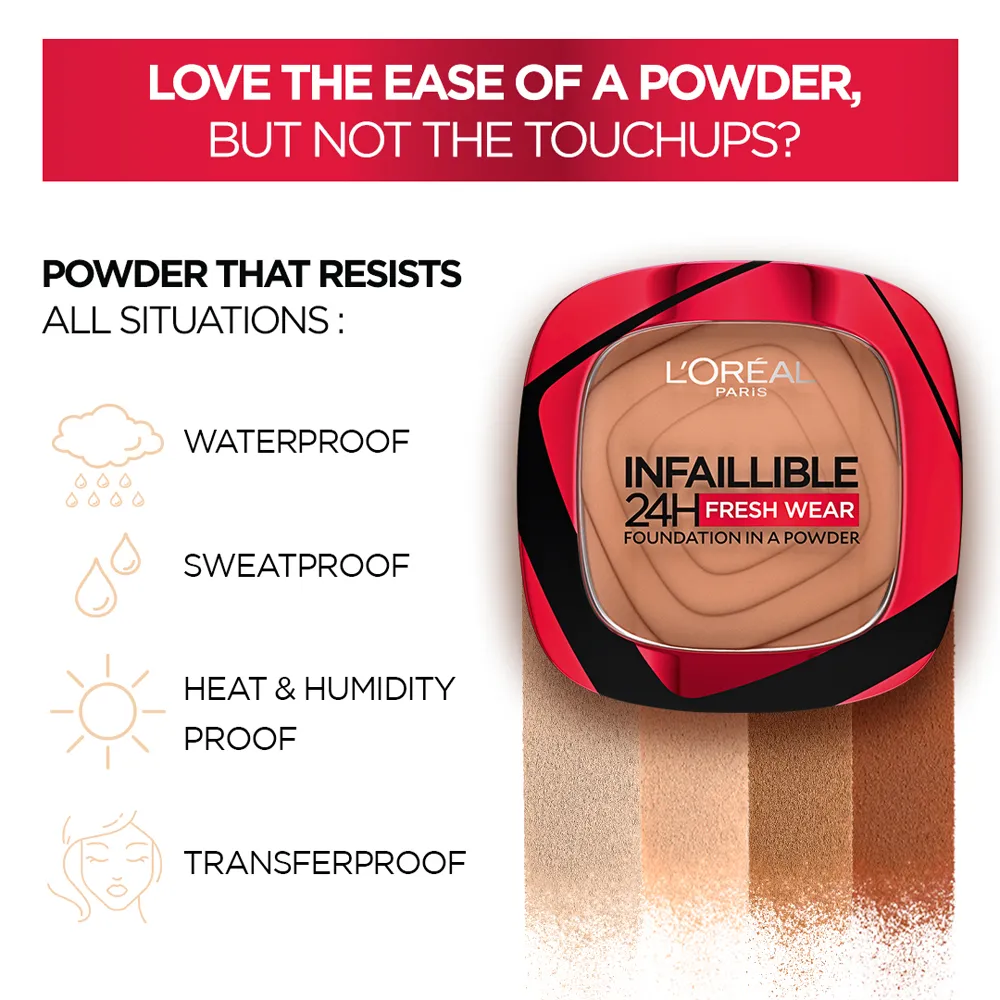 LOVE THE EASE OF A POWDER,
BUT NOT THE TOUCHUPS?
POWDER THAT RESISTS
ALL SITUATIONS :
WATERPROOF
SWEATPROOF
HEAT & HUMIDITY
PROOF
TRANSFERPROOF
L'ORÉAL
PARIS
INFAILLIBLE
24H FRESH WEAR
FOUNDATION IN A POWDER